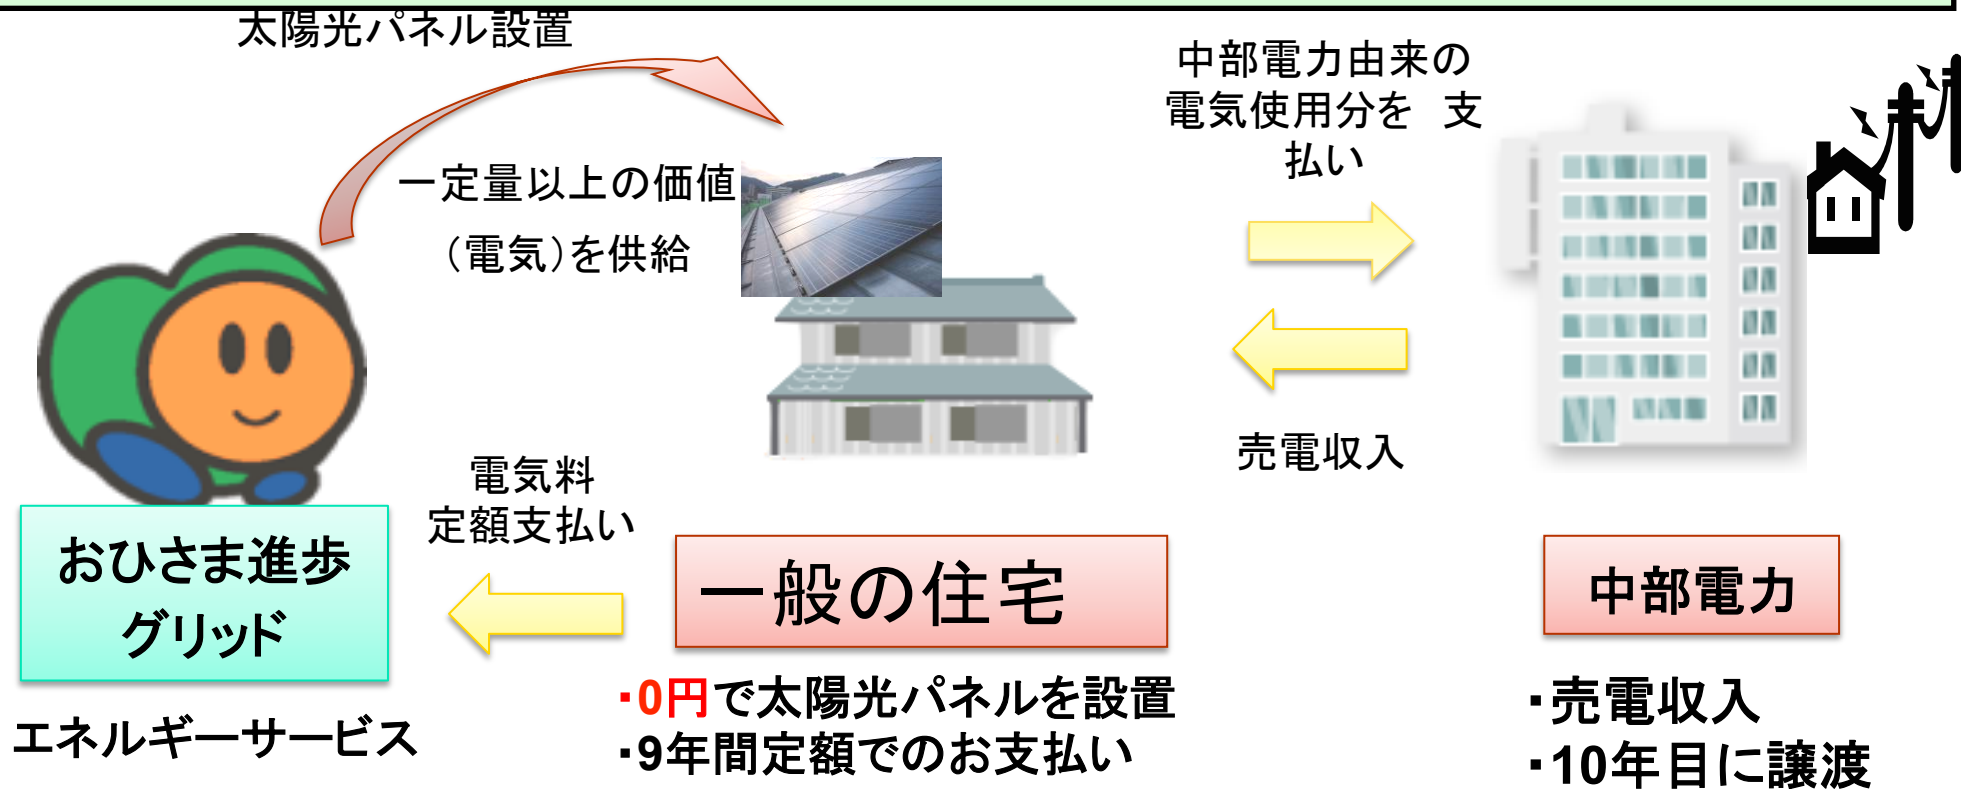 太陽光パネル設置
一定量以上の価値
（電気）を供給
中部電力由来の
電気使用分を　支
払い
売電収入
電気料
定額支払い
おひさま進歩
グリッド
エネルギーサービス
一般の住宅
・0円で太陽光パネルを設置
・9年間定額でのお支払い
中部電力
・売電収入
・10年目に譲渡